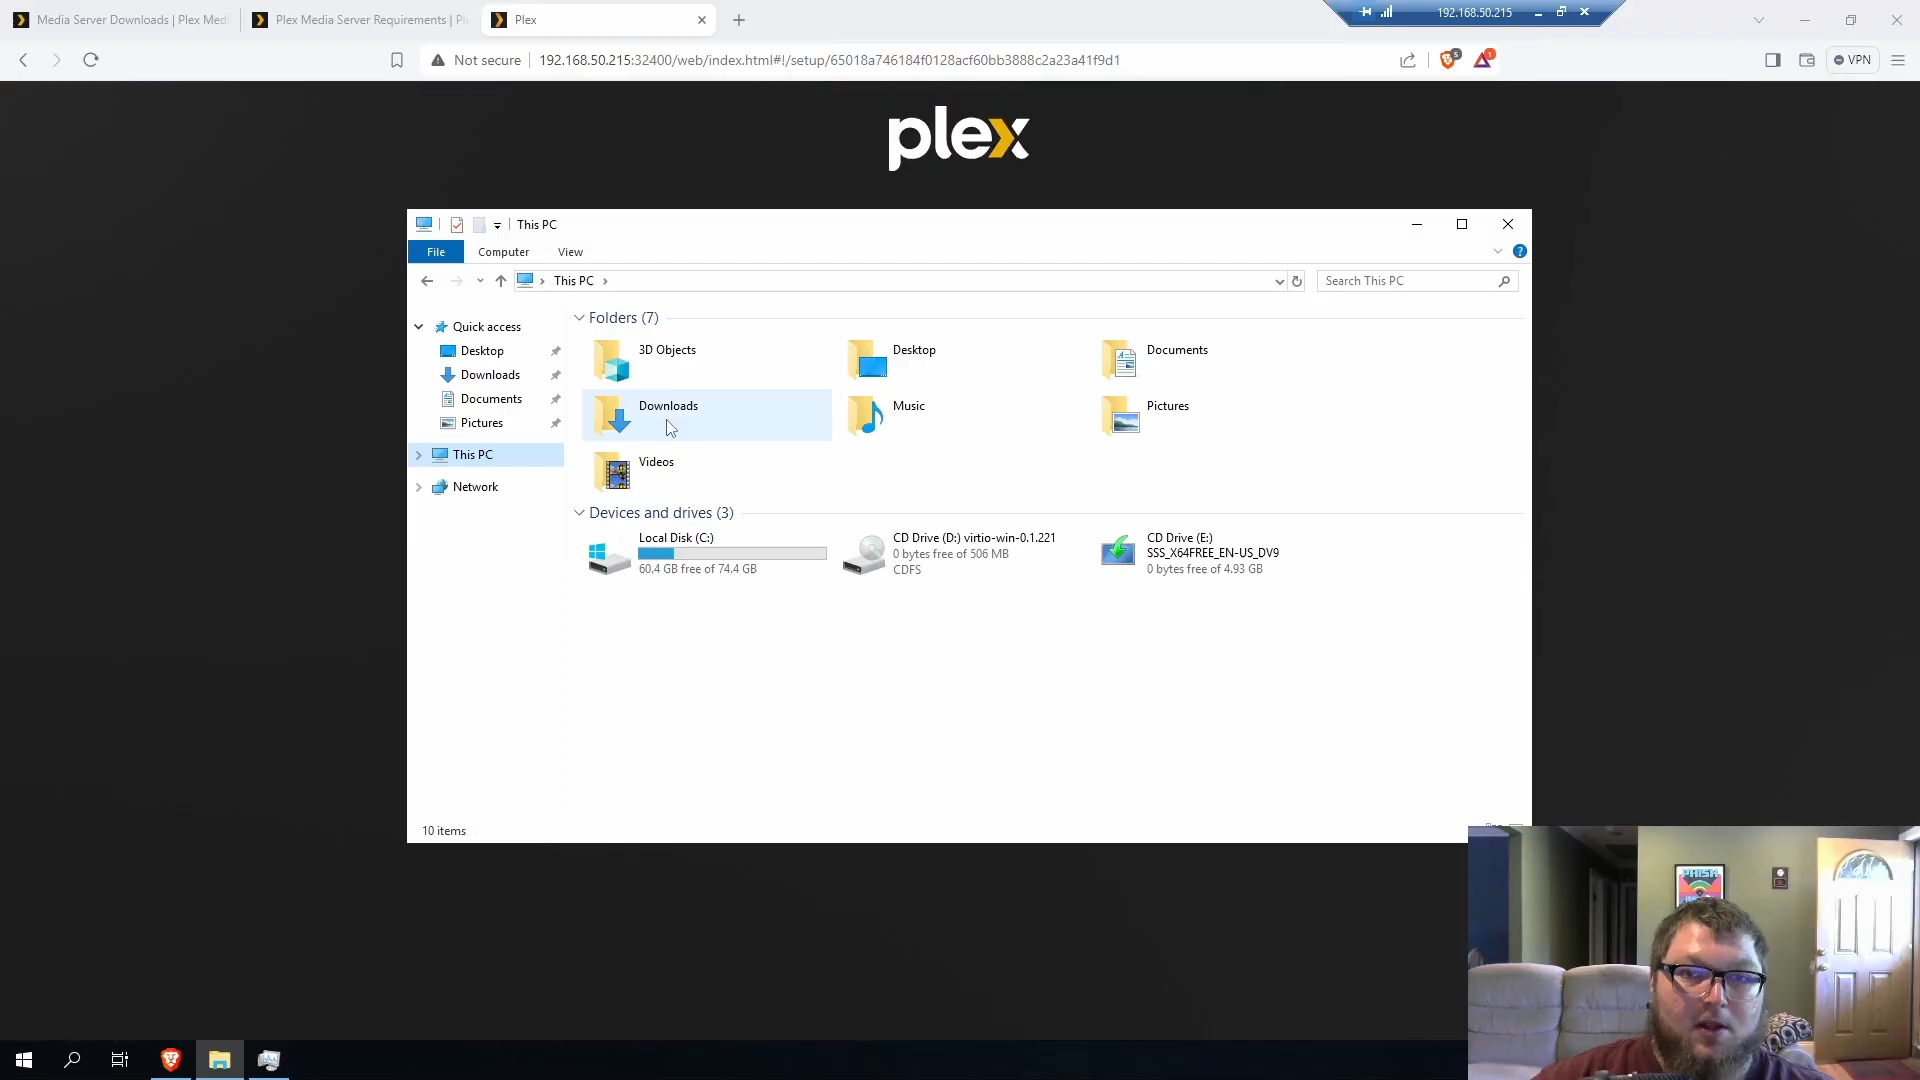 Media Server Downloads | Plex Medi
Plex Media Server Requirements | Pl
Plex
192.168.50.215
Not secure
192.168.50.215:32400/web/index.html#!/setup/65018a746184f0128acf60bb3888c2a23a41f9d1
5
1
VPN
plex
This PC
File
Computer
View
This PC
Search This PC
Quick access
Desktop
Downloads
Documents
Pictures
This PC
Network
Folders (7)
3D Objects
Desktop
Documents
Downloads
Music
Pictures
Videos
Devices and drives (3)
Local Disk (C:)
60.4 GB free of 74.4 GB
CD Drive (D:) virtio-win-0.1.221
0 bytes free of 506 MB
CDFS
CD Drive (E:)
SSS_X64FREE_EN-US_DV9
0 bytes free of 4.93 GB
10 items
PHISH